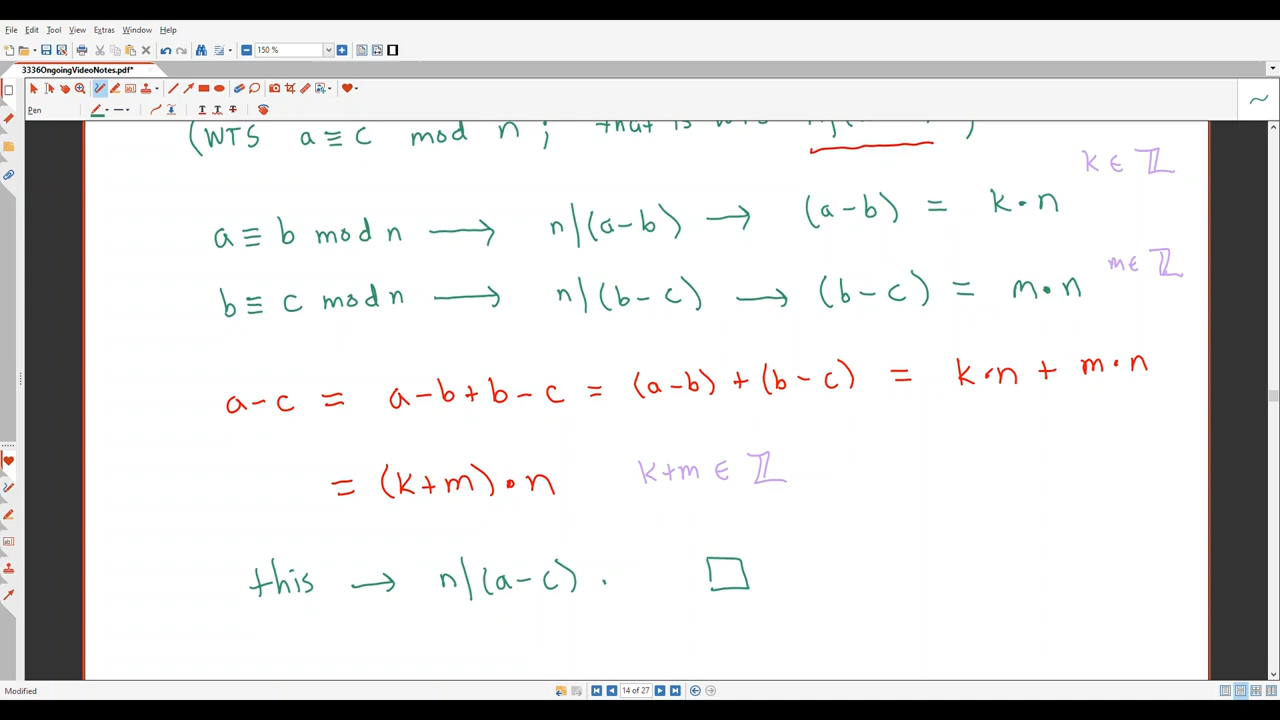 File Edit Tool View Extras Window Help
150 %
3336OngoingVideoNotes.pdf*
Pen
(WTS a ≡ c mod n ; that is WTS )
k ∈ ℤ
a ≡ b mod n ⟶ n|(a-b) ⟶ (a-b) = k·n
m ∈ ℤ
b ≡ c mod n ⟶ n|(b-c) ⟶ (b-c) = m·n
a-c = a-b+b-c = (a-b)+(b-c) = k·n + m·n
= (k+m)·n k+m ∈ ℤ
this ⟶ n|(a-c) . □
Modified
14 of 27